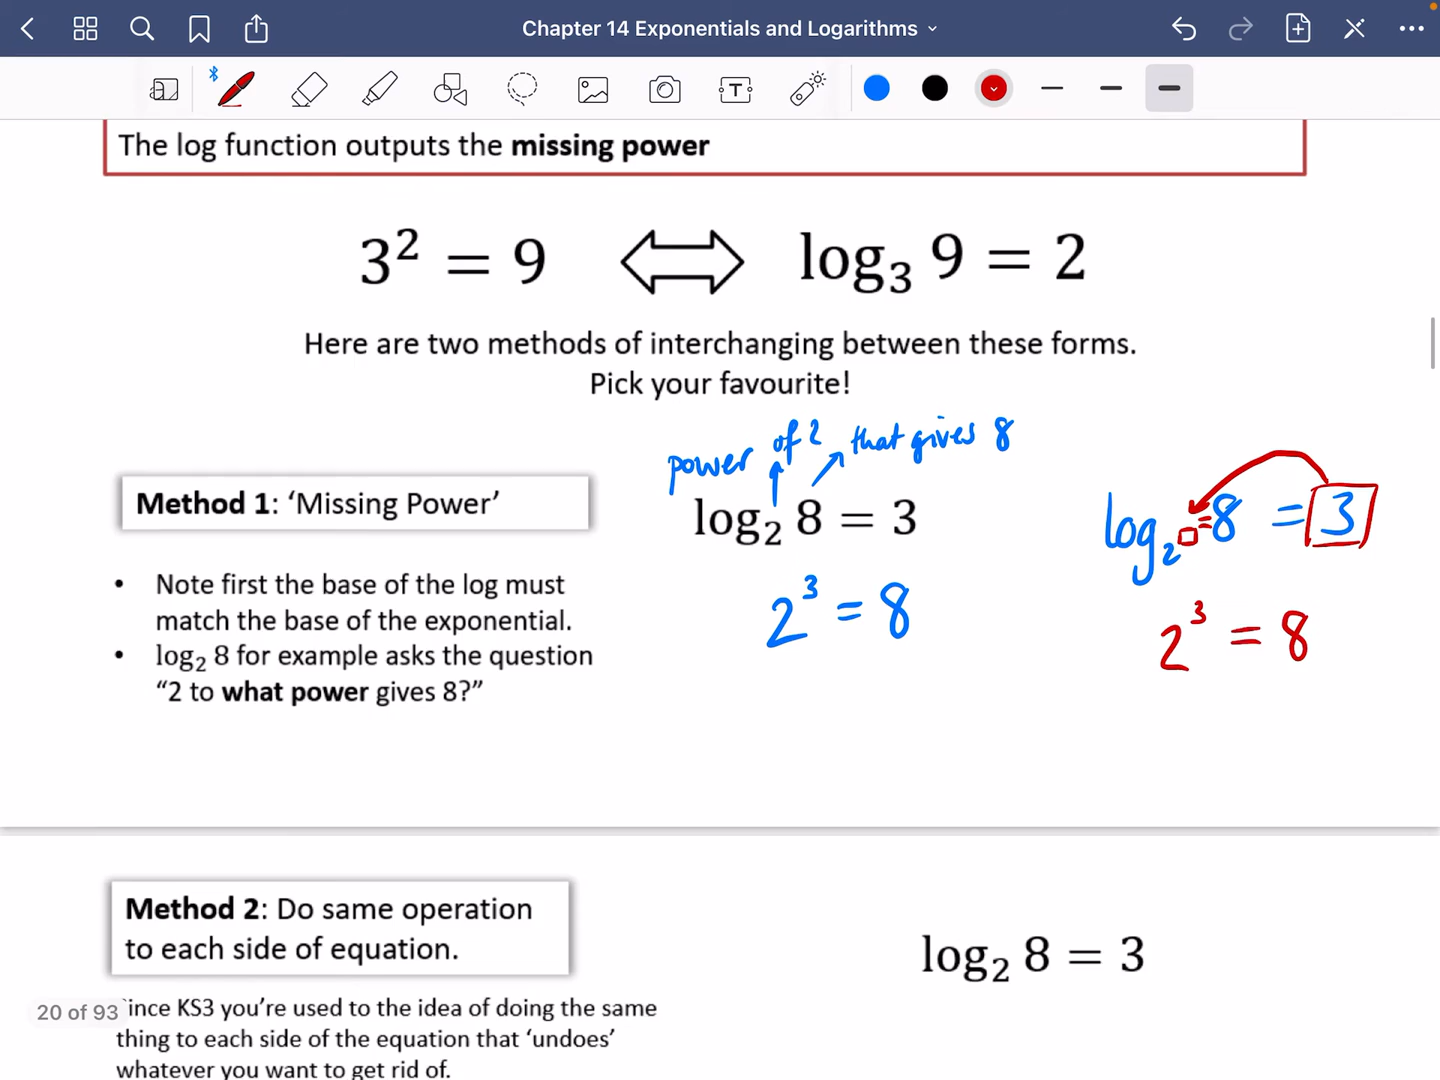 Chapter 14 Exponentials and Logarithms
T
The log function outputs the missing power
3² = 9 ⇔ log₃ 9 = 2
Here are two methods of interchanging between these forms.
Pick your favourite!
power of 2 that gives 8
Method 1: ‘Missing Power’
log₂ 8 = 3
log₂ □ = 8 = 3
• Note first the base of the log must
match the base of the exponential.
• log₂ 8 for example asks the question
“2 to what power gives 8?”
2³ = 8
2³ = 8
Method 2: Do same operation
to each side of equation.
log₂ 8 = 3
20 of 93
ince KS3 you’re used to the idea of doing the same
thing to each side of the equation that ‘undoes’
whatever you want to get rid of.